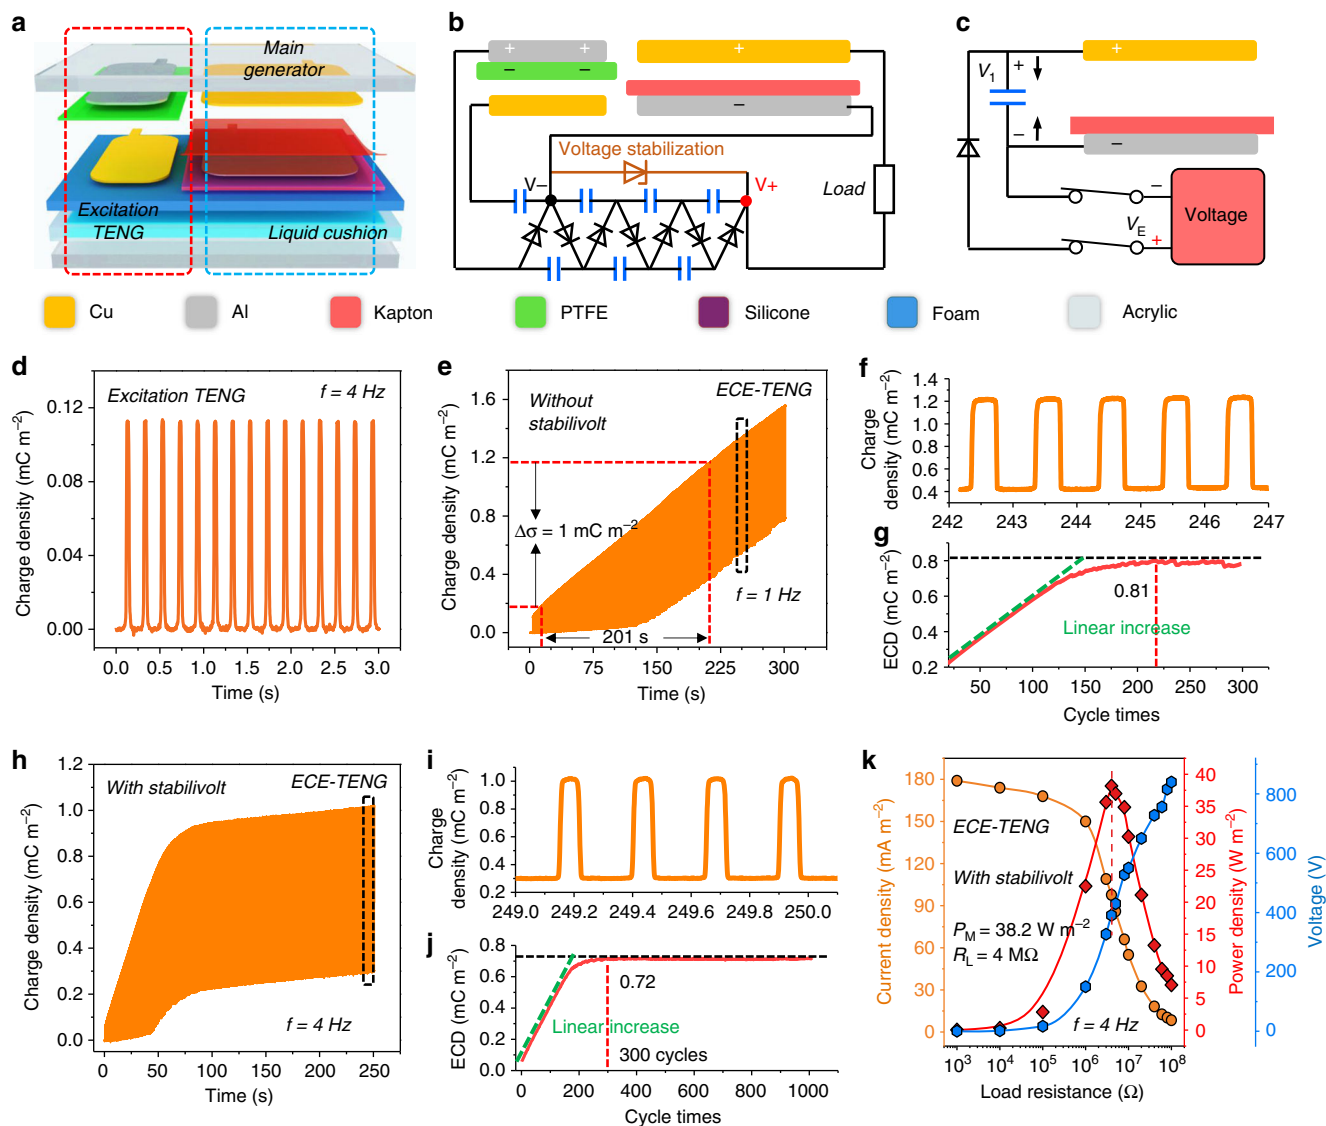 a
Main
generator
Excitation
TENG
Liquid cushion
b
+ + +
− − −
Voltage stabilization
V−
V+
Load
c
+
V1
+
−
−
−
VE
+
Voltage
Cu
Al
Kapton
PTFE
Silicone
Foam
Acrylic
d
Excitation TENG
f = 4 Hz
Charge density (mC m−2)
0.12
0.08
0.04
0.00
0.0 0.5 1.0 1.5 2.0 2.5 3.0
Time (s)
e
Without
stabilivolt
ECE-TENG
Charge density (mC m−2)
1.6
1.2
0.8
0.4
0.0
Δσ = 1 mC m−2
f = 1 Hz
201 s
0 75 150 225 300
Time (s)
f
Charge
density (mC m−2)
1.4
1.2
1.0
0.8
0.6
0.4
242 243 244 245 246 247
g
ECD (mC m−2)
0.8
0.6
0.4
0.2
0.81
Linear increase
50 100 150 200 250 300
Cycle times
h
With stabilivolt
ECE-TENG
Charge density (mC m−2)
1.2
1.0
0.8
0.6
0.4
0.2
0.0
f = 4 Hz
0 50 100 150 200 250
Time (s)
i
Charge
density (mC m−2)
1.0
0.8
0.6
0.4
0.2
249.0 249.2 249.4 249.6 249.8 250.0
j
ECD (mC m−2)
0.8
0.6
0.4
0.2
0.0
0.72
Linear increase
300 cycles
0 200 400 600 800 1000
Cycle times
k
Current density (mA m−2)
180
150
120
90
60
30
0
ECE-TENG
With stabilivolt
PM = 38.2 W m−2
RL = 4 MΩ
f = 4 Hz
40
35
30
25
20
15
10
5
0
Power density (W m−2)
800
600
400
200
0
Voltage (V)
10³ 10⁴ 10⁵ 10⁶ 10⁷ 10⁸
Load resistance (Ω)